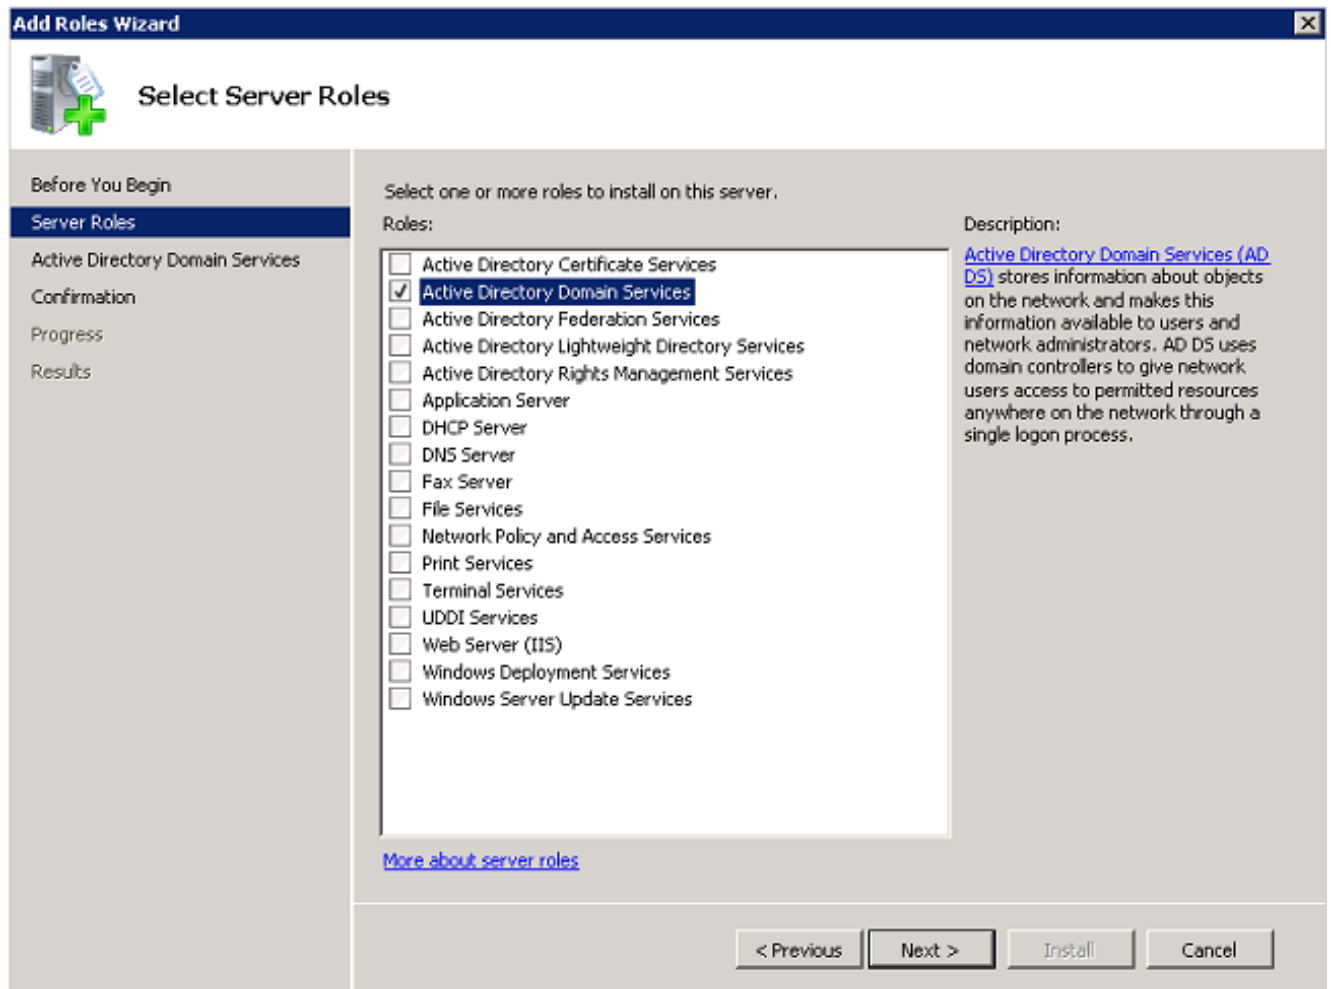 Add Roles Wizard
Select Server Roles
Before You Begin
Server Roles
Active Directory Domain Services
Confirmation
Progress
Results
Select one or more roles to install on this server.
Roles:
Active Directory Certificate Services
Active Directory Domain Services
Active Directory Federation Services
Active Directory Lightweight Directory Services
Active Directory Rights Management Services
Application Server
DHCP Server
DNS Server
Fax Server
File Services
Network Policy and Access Services
Print Services
Terminal Services
UDDI Services
Web Server (IIS)
Windows Deployment Services
Windows Server Update Services
More about server roles
Description:
Active Directory Domain Services (AD
DS) stores information about objects
on the network and makes this
information available to users and
network administrators. AD DS uses
domain controllers to give network
users access to permitted resources
anywhere on the network through a
single logon process.
< Previous
Next >
Install
Cancel